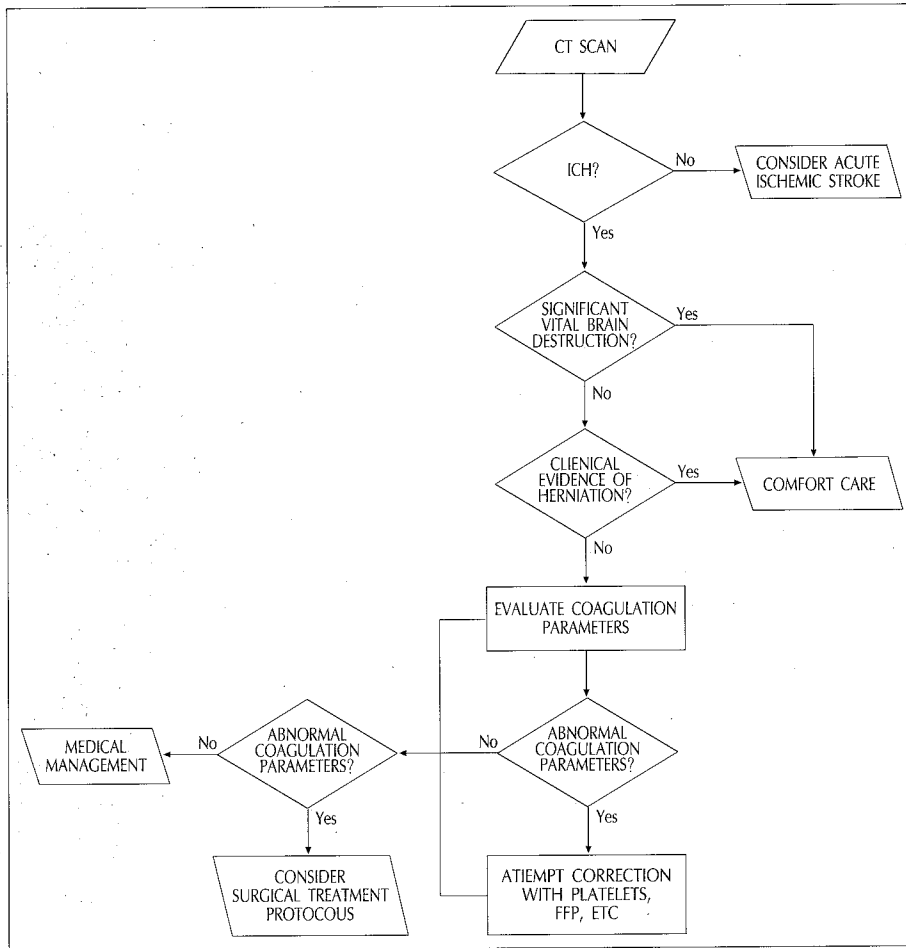 CT SCAN
ICH?
No
CONSIDER ACUTE
ISCHEMIC STROKE
Yes
SIGNIFICANT
VITAL BRAIN
DESTRUCTION?
Yes
No
CLIENICAL
EVIDENCE OF
HERNIATION?
Yes
COMFORT CARE
No
EVALUATE COAGULATION
PARAMETERS
ABNORMAL
COAGULATION
PARAMETERS?
No
ABNORMAL
COAGULATION
PARAMETERS?
No
MEDICAL
MANAGEMENT
Yes
CONSIDER
SURGICAL TREATMENT
PROTOCOUS
Yes
ATIEMPT CORRECTION
WITH PLATELETS,
FFP, ETC